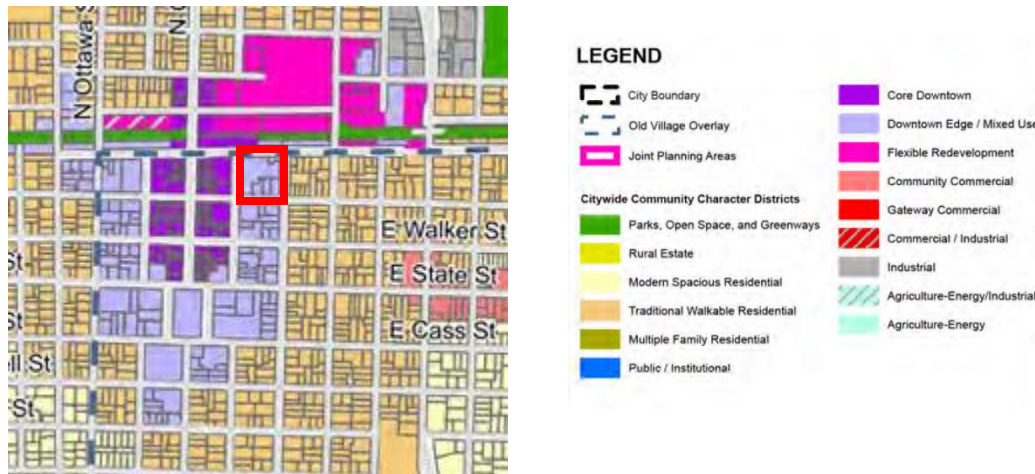 N Ottawa S
N C
E Walker St
St.
E State St
St
E Cass St
ell St
St.
LEGEND
City Boundary
Old Village Overlay
Joint Planning Areas
Citywide Community Character Districts
Parks, Open Space, and Greenways
Rural Estate
Modern Spacious Residential
Traditional Walkable Residential
Multiple Family Residential
Public / Institutional
Core Downtown
Downtown Edge / Mixed Use
Flexible Redevelopment
Community Commercial
Gateway Commercial
Commercial / Industrial
Industrial
Agriculture-Energy/Industrial
Agriculture-Energy